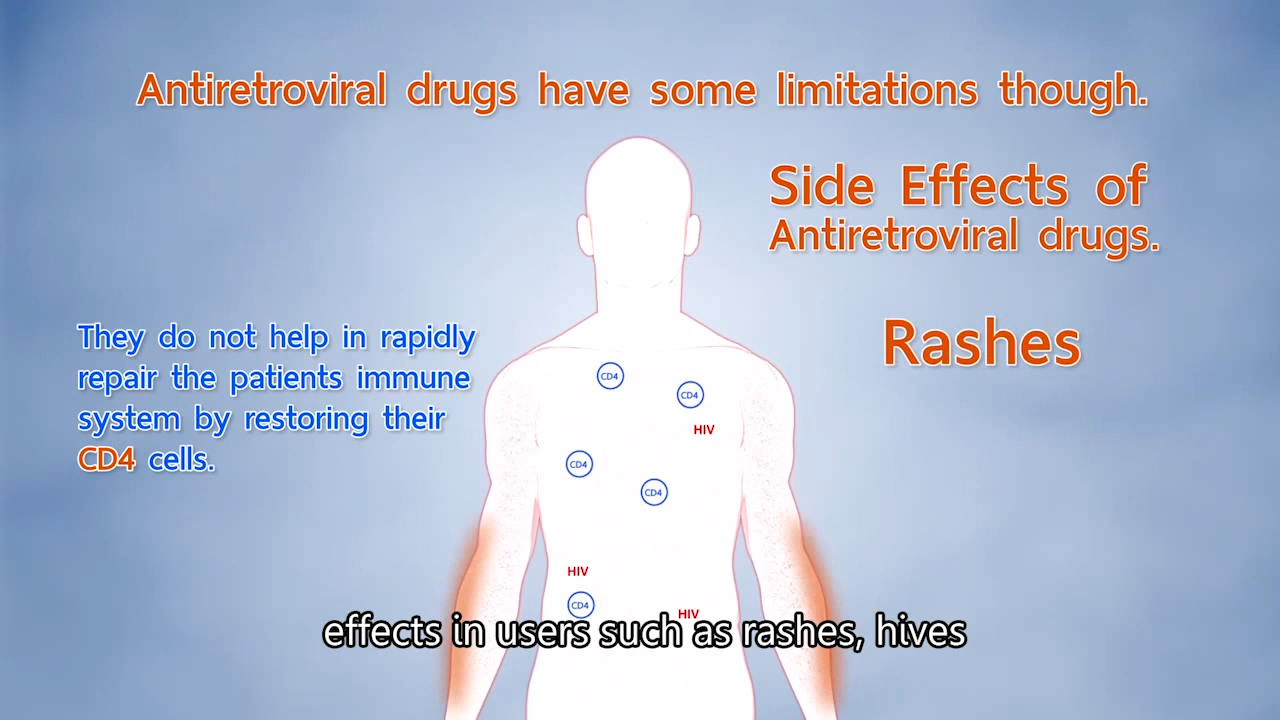 Antiretroviral drugs have some limitations though.
Side Effects of
Antiretroviral drugs.
They do not help in rapidly
repair the patients immune
system by restoring their
CD4 cells.
Rashes
CD4
CD4
HIV
CD4
CD4
HIV
CD4
HIV
effects in users such as rashes, hives